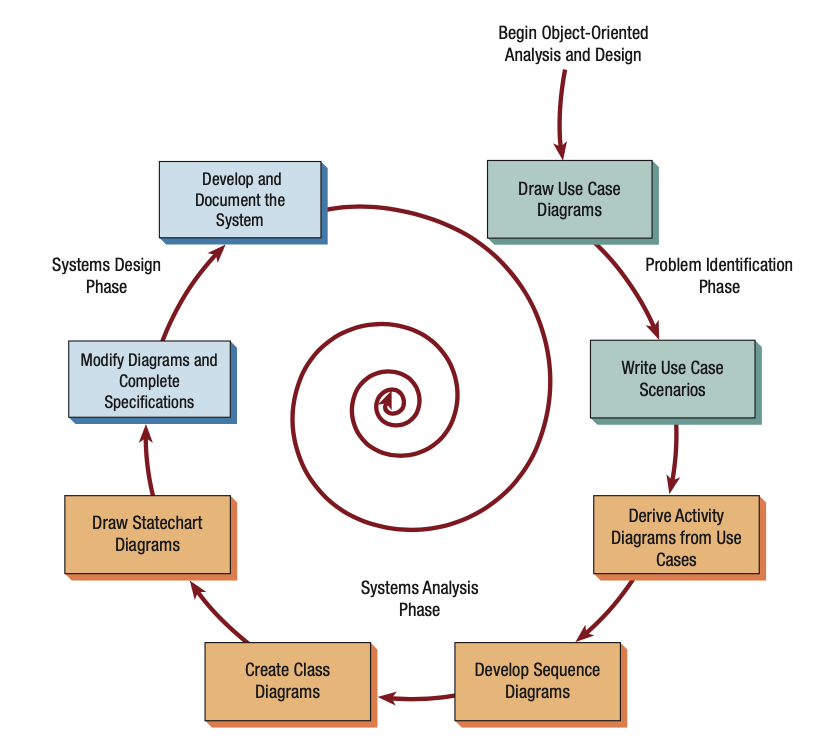 Begin Object-Oriented
Analysis and Design
Draw Use Case
Diagrams
Problem Identification
Phase
Write Use Case
Scenarios
Derive Activity
Diagrams from Use
Cases
Develop Sequence
Diagrams
Systems Analysis
Phase
Create Class
Diagrams
Draw Statechart
Diagrams
Modify Diagrams and
Complete
Specifications
Systems Design
Phase
Develop and
Document the
System